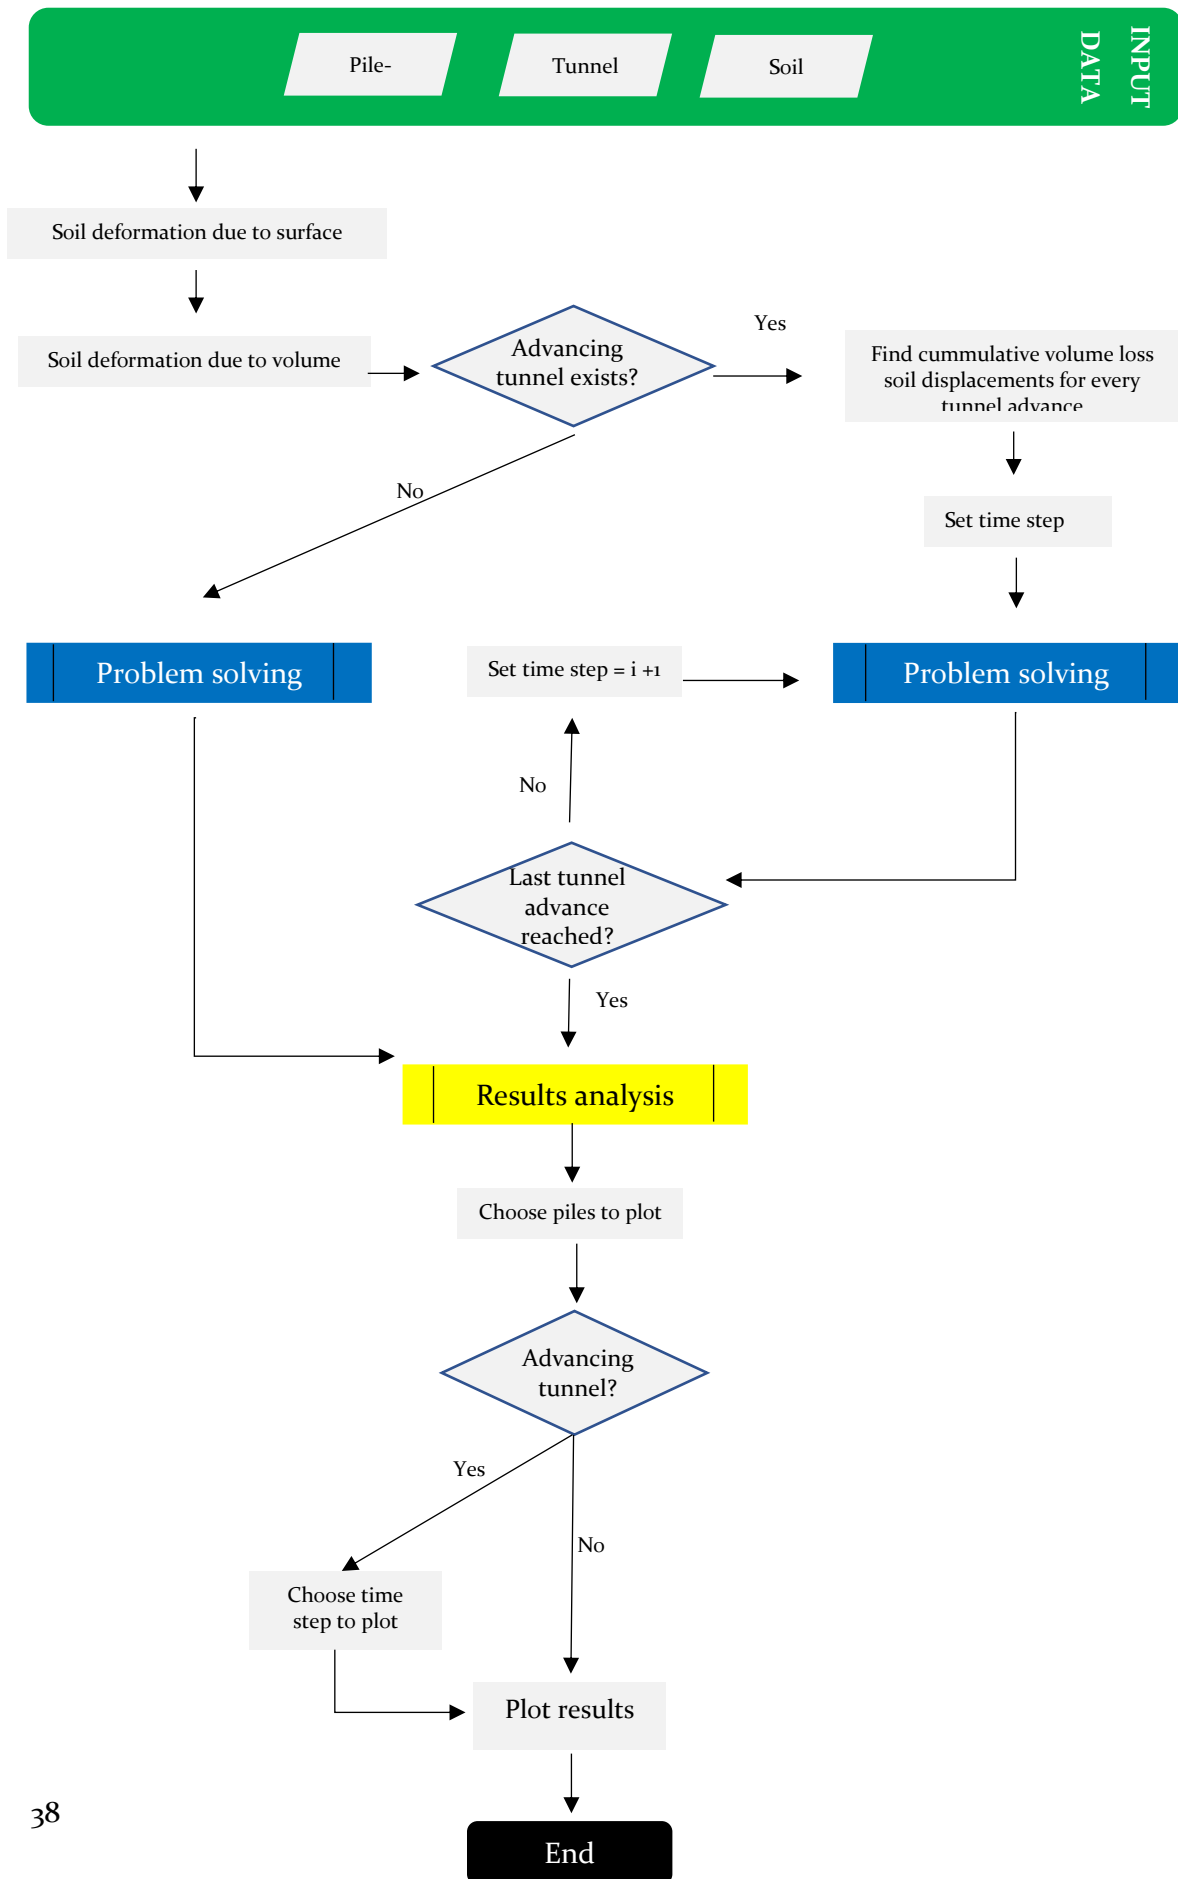 Pile-
Tunnel
Soil
INPUT
DATA
Soil deformation due to surface
Soil deformation due to volume
Advancing
tunnel exists?
Yes
Find cummulative volume loss
soil displacements for every
tunnel advance
No
Set time step
Problem solving
Set time step = i +1
Problem solving
No
Last tunnel
advance
reached?
Yes
Results analysis
Choose piles to plot
Advancing
tunnel?
Yes
No
Choose time
step to plot
Plot results
38
End